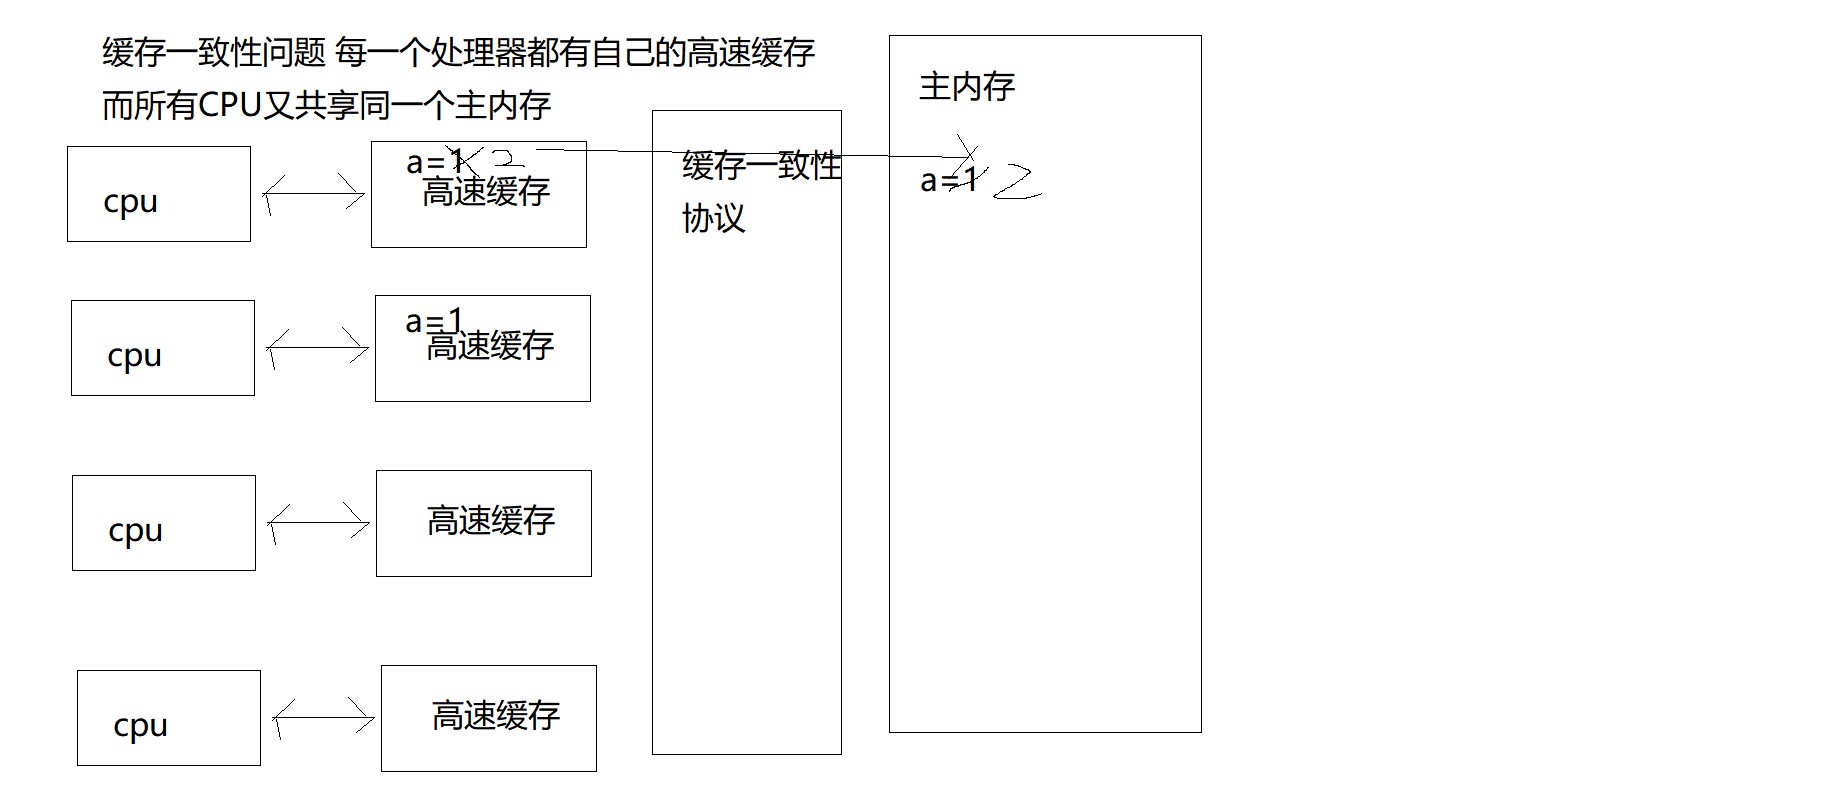 缓存一致性问题 每一个处理器都有自己的高速缓存
而所有CPU又共享同一个主内存
cpu
a=1 2
高速缓存
缓存一致性
协议
主内存
a=1 2
cpu
a=1
高速缓存
cpu
高速缓存
cpu
高速缓存